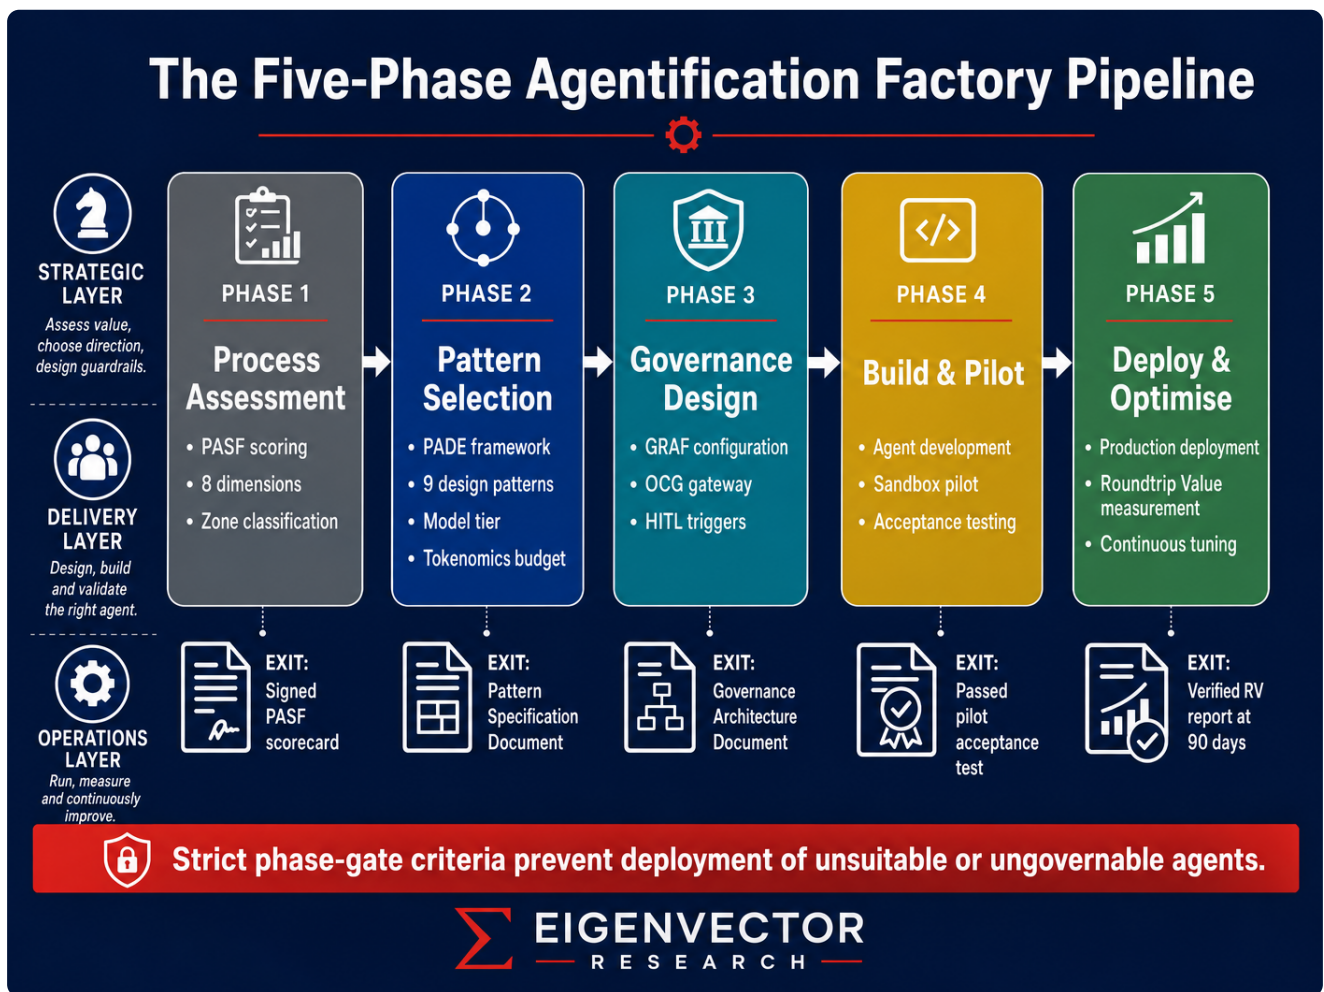 The Five-Phase Agentification Factory Pipeline
STRATEGIC
LAYER
Assess value,
choose direction,
design guardrails.
DELIVERY
LAYER
Design, build
and validate
the right agent.
OPERATIONS
LAYER
Run, measure
and continuously
improve.
PHASE 1
Process
Assessment
• PASF scoring
• 8 dimensions
• Zone classification
EXIT:
Signed
PASF
scorecard
PHASE 2
Pattern
Selection
• PADE framework
• 9 design patterns
• Model tier
• Tokenomics budget
EXIT:
Pattern
Specification
Document
PHASE 3
Governance
Design
• GRAF configuration
• OCG gateway
• HITL triggers
EXIT:
Governance
Architecture
Document
PHASE 4
</>
Build & Pilot
• Agent development
• Sandbox pilot
• Acceptance testing
EXIT:
Passed
pilot
acceptance
test
PHASE 5
Deploy &
Optimise
• Production deployment
• Roundtrip Value
measurement
• Continuous tuning
EXIT:
Verified RV
report at
90 days
Strict phase-gate criteria prevent deployment of unsuitable or ungovernable agents.
EIGENVECTOR
RESEARCH